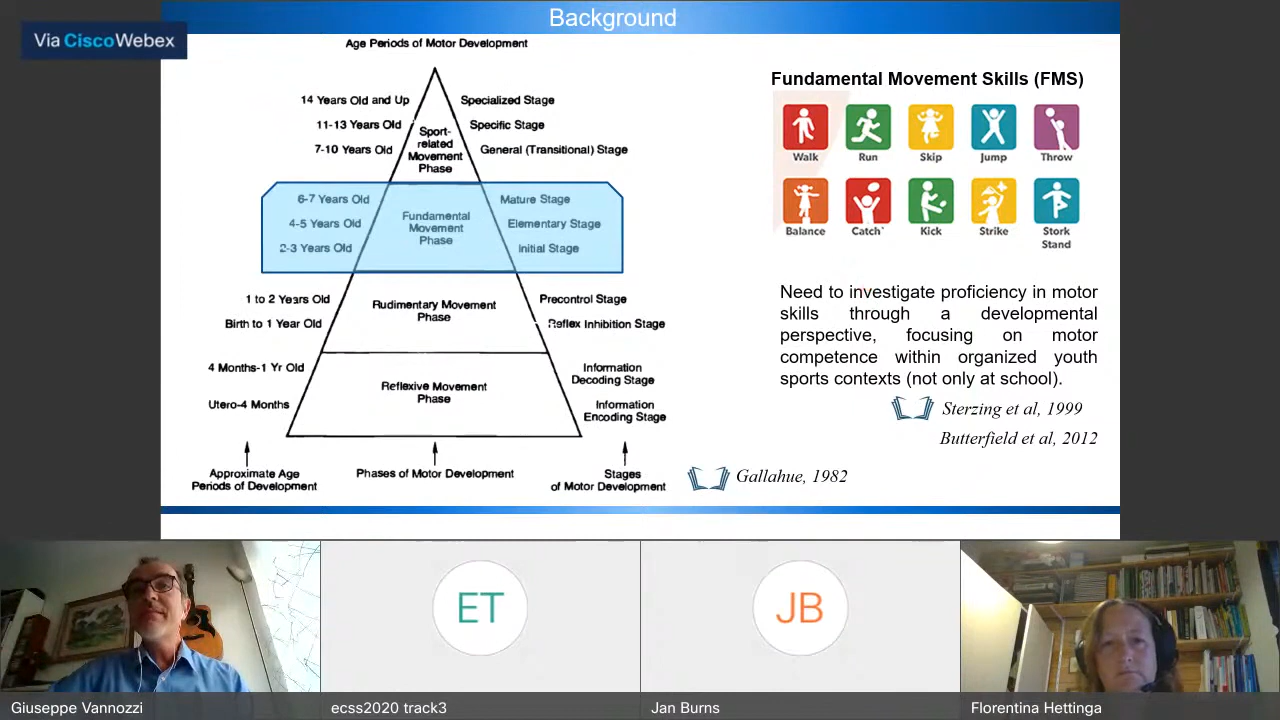 Background
Via Cisco Webex
Age Periods of Motor Development
14 Years Old and Up
Specialized Stage
11-13 Years Old
Specific Stage
7-10 Years Old
General (Transitional) Stage
Sport-
related
Movement
Phase
6-7 Years Old
Mature Stage
4-5 Years Old
Elementary Stage
2-3 Years Old
Initial Stage
Fundamental
Movement
Phase
1 to 2 Years Old
Precontrol Stage
Birth to 1 Year Old
Reflex Inhibition Stage
Rudimentary Movement
Phase
4 Months-1 Yr Old
Information
Decoding Stage
Utero-4 Months
Information
Encoding Stage
Reflexive Movement
Phase
Approximate Age
Periods of Development
Phases of Motor Development
Stages
of Motor Development
Gallahue, 1982
Fundamental Movement Skills (FMS)
Walk
Run
Skip
Jump
Throw
Balance
Catch*
Kick
Strike
Stork
Stand
Need to investigate proficiency in motor
skills through a developmental
perspective, focusing on motor
competence within organized youth
sports contexts (not only at school).
Sterzing et al, 1999
Butterfield et al, 2012
ET
JB
Giuseppe Vannozzi
ecss2020 track3
Jan Burns
Florentina Hettinga